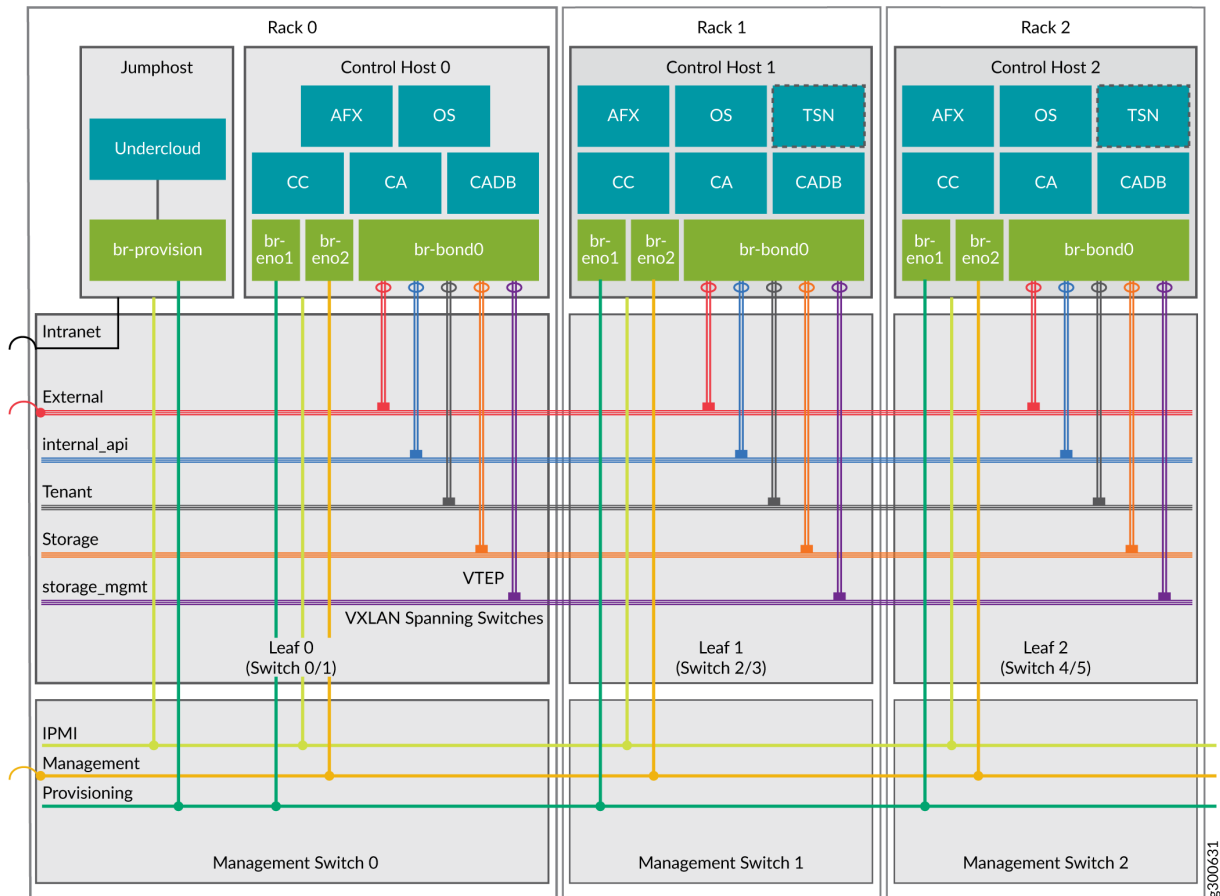 Rack 0
Rack 1
Rack 2
Jumphost
Control Host 0
Control Host 1
Control Host 2
AFX
OS
AFX
OS
TSN
AFX
OS
TSN
Undercloud
CC
CA
CADB
CC
CA
CADB
CC
CA
CADB
br-provision
br-
eno1
br-
eno2
br-bond0
br-
eno1
br-
eno2
br-bond0
br-
eno1
br-
eno2
br-bond0
Intranet
External
internal_api
Tenant
Storage
VTEP
storage_mgmt
VXLAN Spanning Switches
Leaf 0
(Switch 0/1)
Leaf 1
(Switch 2/3)
Leaf 2
(Switch 4/5)
IPMI
Management
Provisioning
Management Switch 0
Management Switch 1
Management Switch 2
g300631